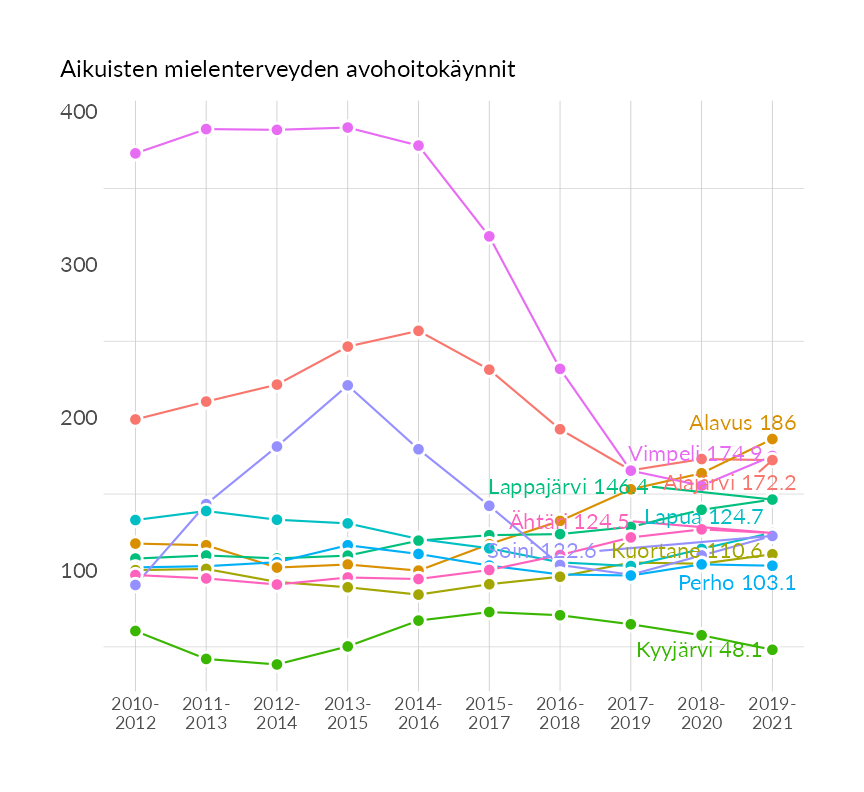 Aikuisten mielenterveyden avohoitokäynnit
400
300
200
100
Alavus 186
Vimpeli 174.9
Alajärvi 172.2
Lappajärvi 146.4
Lapua 124.7
Ähtäri 124.5
Soini 122.6
Kuortane 110.6
Perho 103.1
Kyyjärvi 48.1
2010-
2012
2011-
2013
2012-
2014
2013-
2015
2014-
2016
2015-
2017
2016-
2018
2017-
2019
2018-
2020
2019-
2021